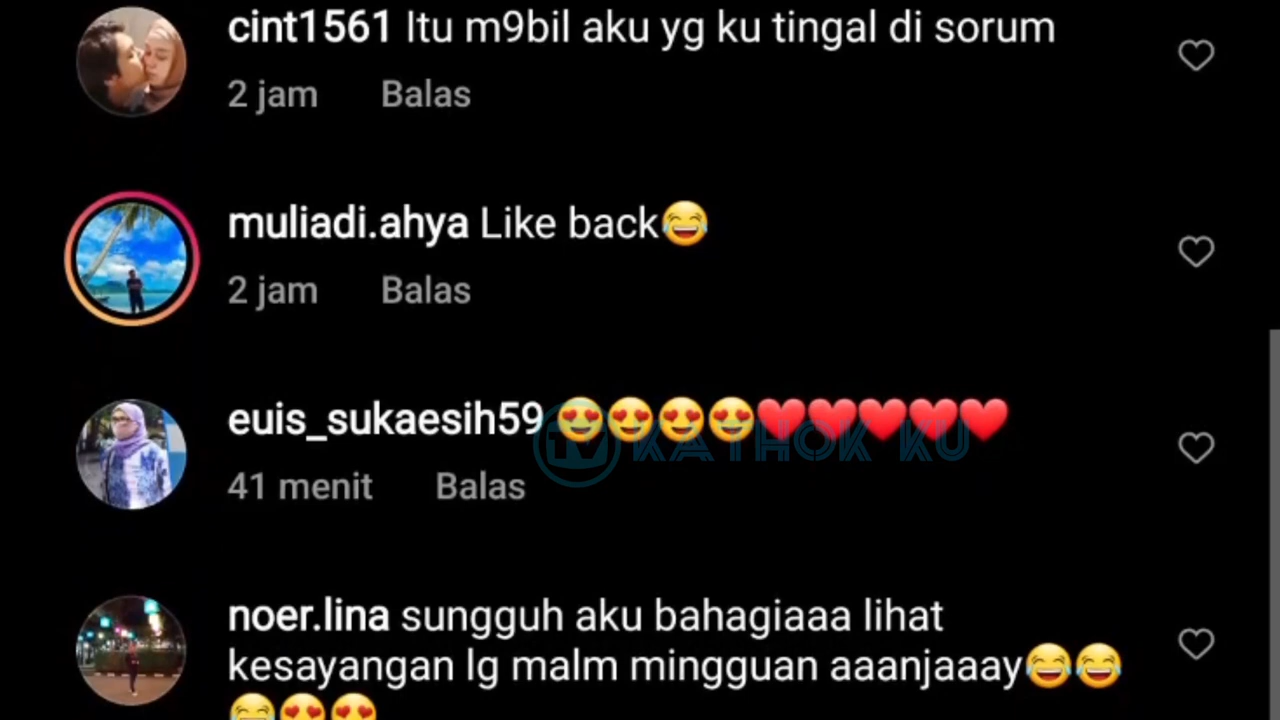 cint1561 Itu m9bil aku yg ku tingal di sorum
2 jam Balas
muliadi.ahya Like back😂
2 jam Balas
euis_sukaesih59 😍😍😍😍❤️❤️❤️❤️❤️
TV KATHOK KU
41 menit Balas
noer.lina sungguh aku bahagiaaa lihat
kesayangan lg malm mingguan aaanjaaay😂😂
😂😍😍